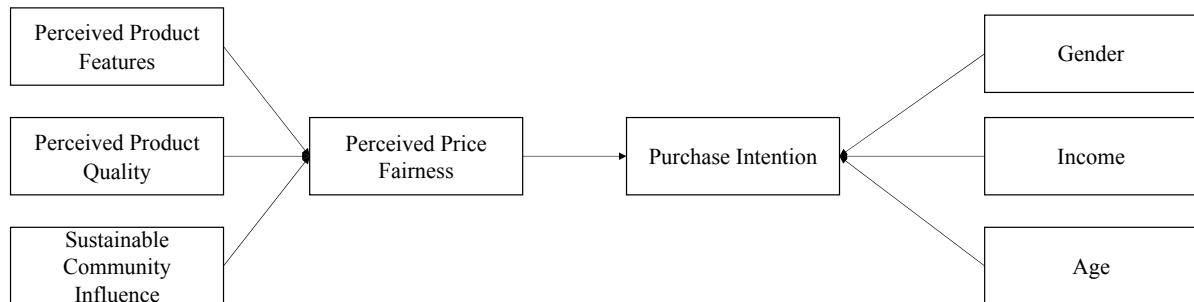 Perceived Product
Features
Perceived Product
Quality
Sustainable
Community
Influence
Perceived Price
Fairness
Purchase Intention
Gender
Income
Age